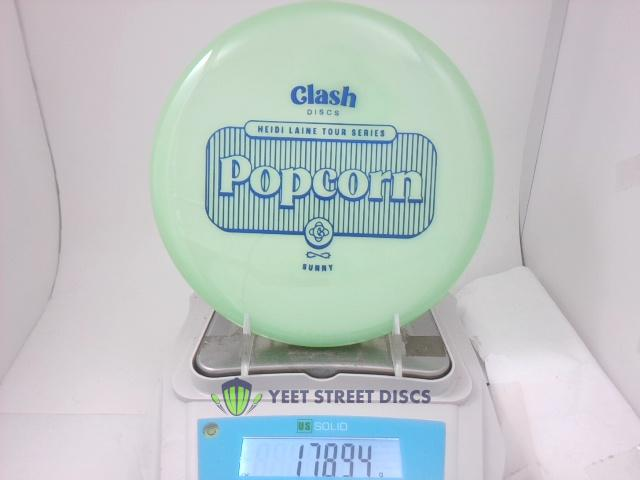 Clash
DISCS
HEIDI LAINE TOUR SERIES
Popcorn
SUNNY
YEET STREET DISCS
US SOLID
178.94 g